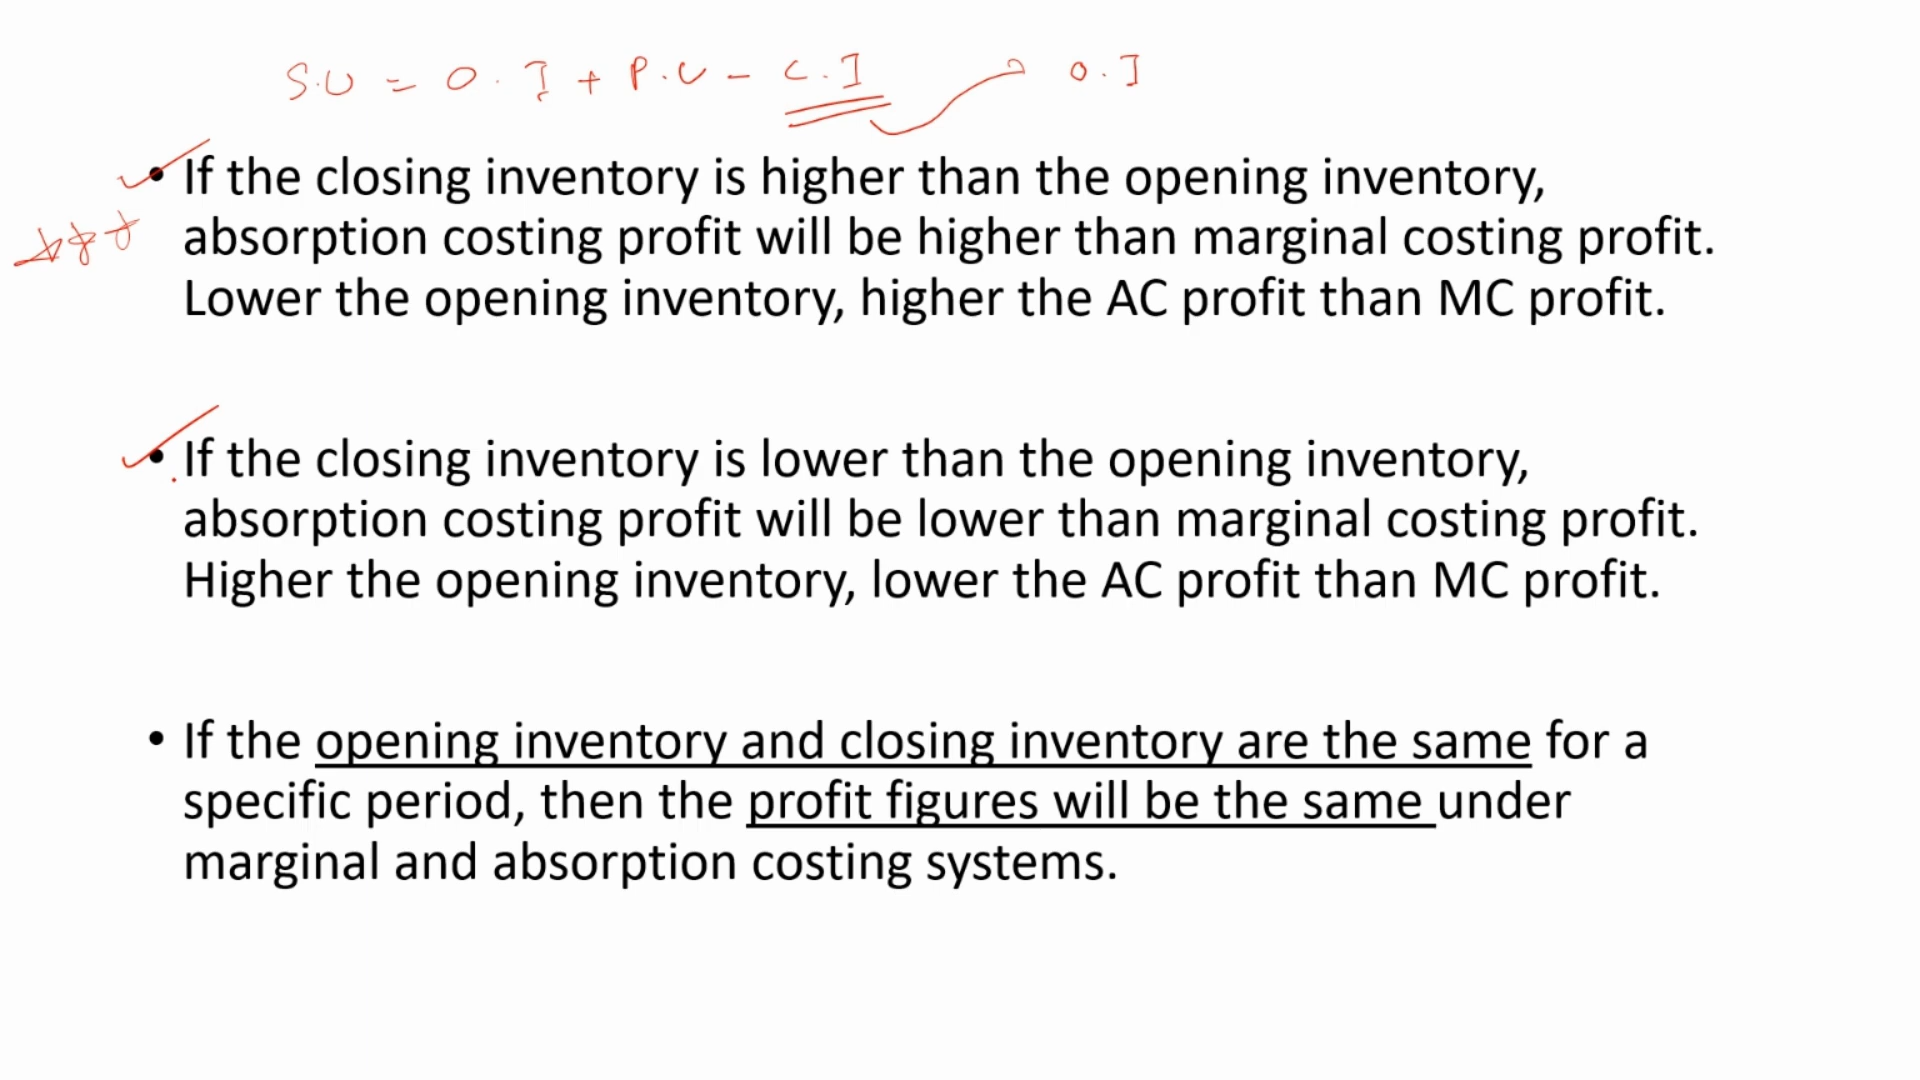 S.U = O.I + P.U - C.I → O.I
• If the closing inventory is higher than the opening inventory,
absorption costing profit will be higher than marginal costing profit.
Lower the opening inventory, higher the AC profit than MC profit.
• If the closing inventory is lower than the opening inventory,
absorption costing profit will be lower than marginal costing profit.
Higher the opening inventory, lower the AC profit than MC profit.
• If the opening inventory and closing inventory are the same for a
specific period, then the profit figures will be the same under
marginal and absorption costing systems.